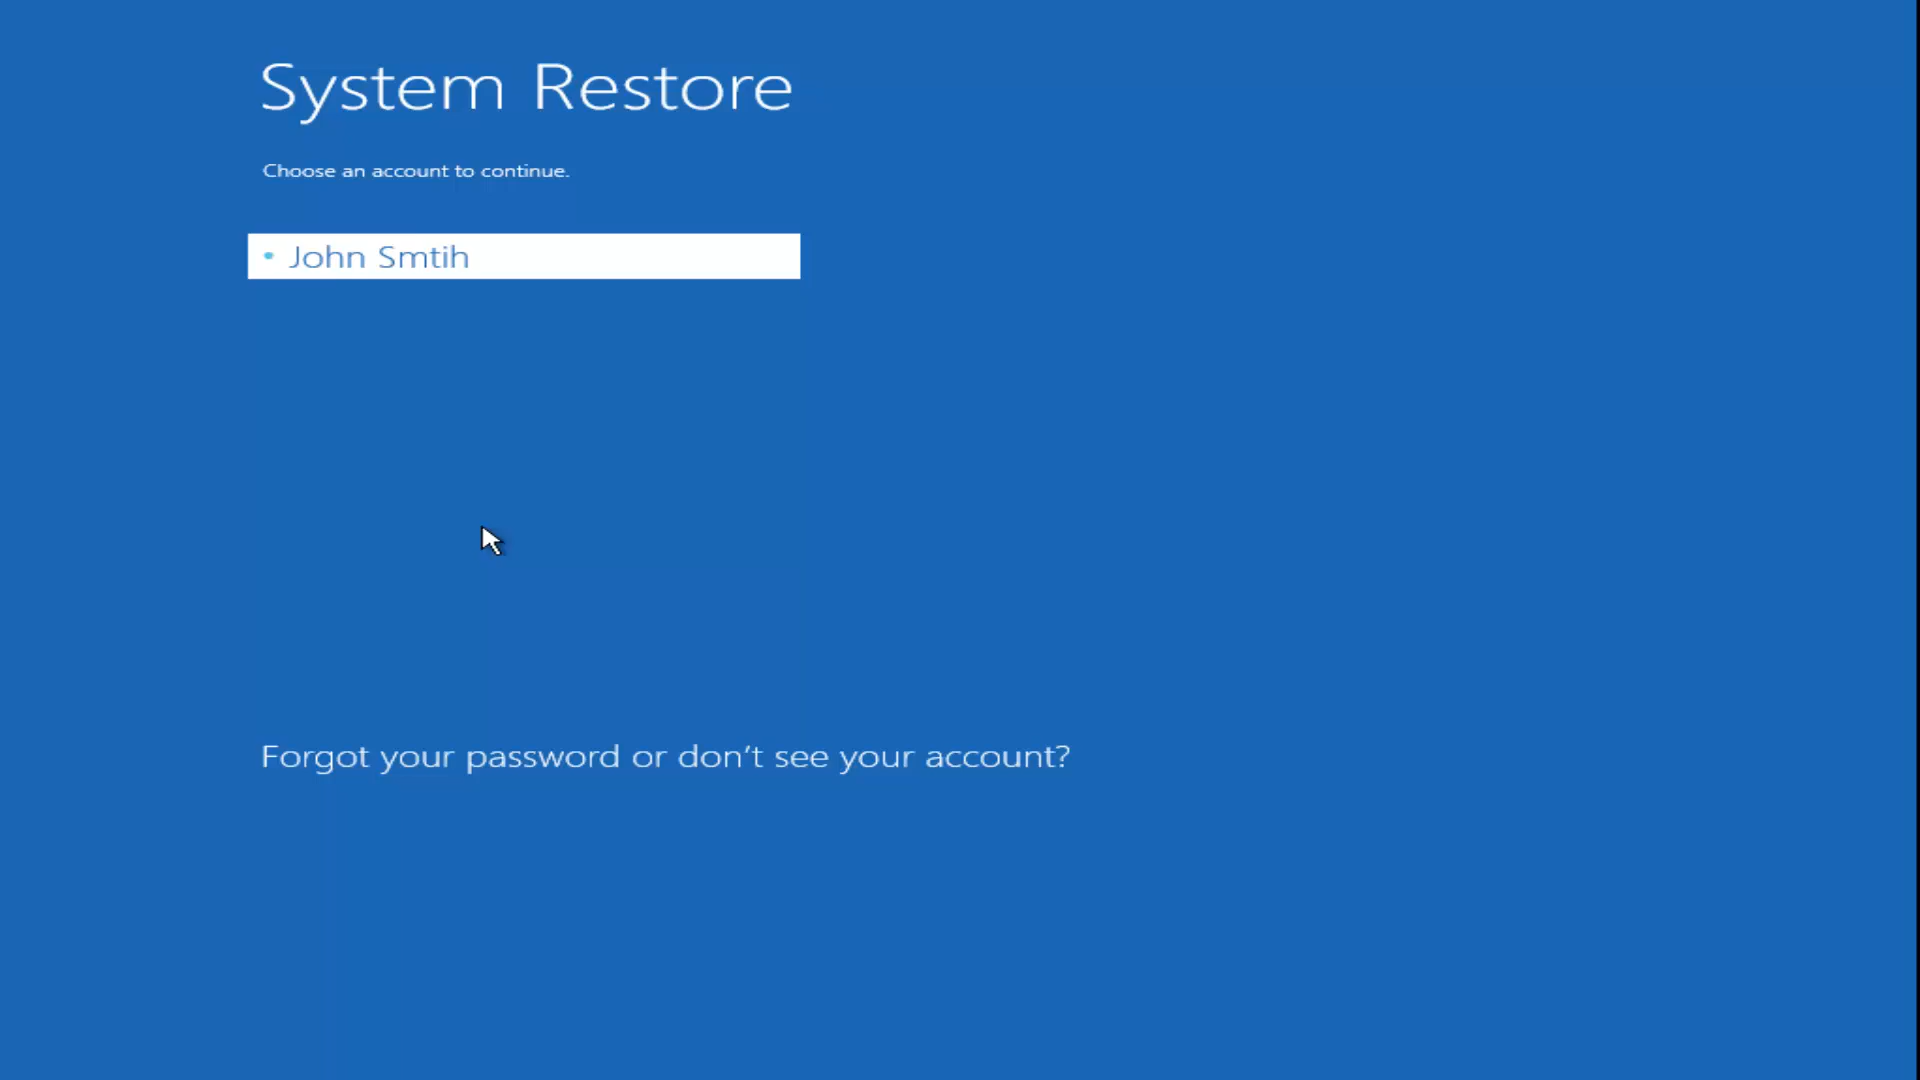 System Restore
Choose an account to continue.
John Smtih
Forgot your password or don't see your account?